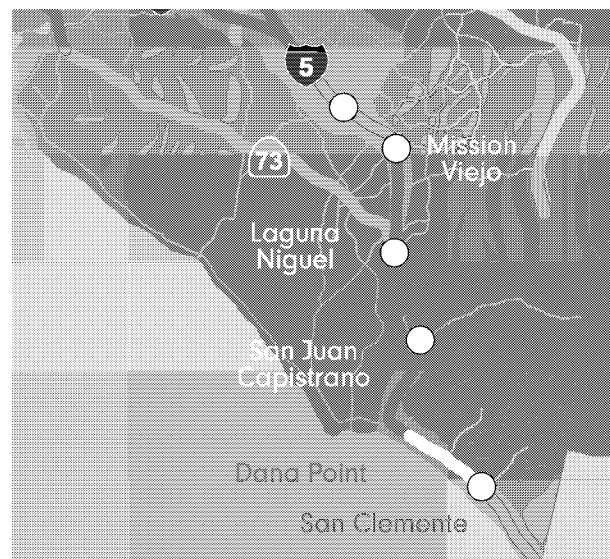 5
Mission
Viejo
73
Laguna
Niguel
San Juan
Capistrano
Dana Point
San Clemente